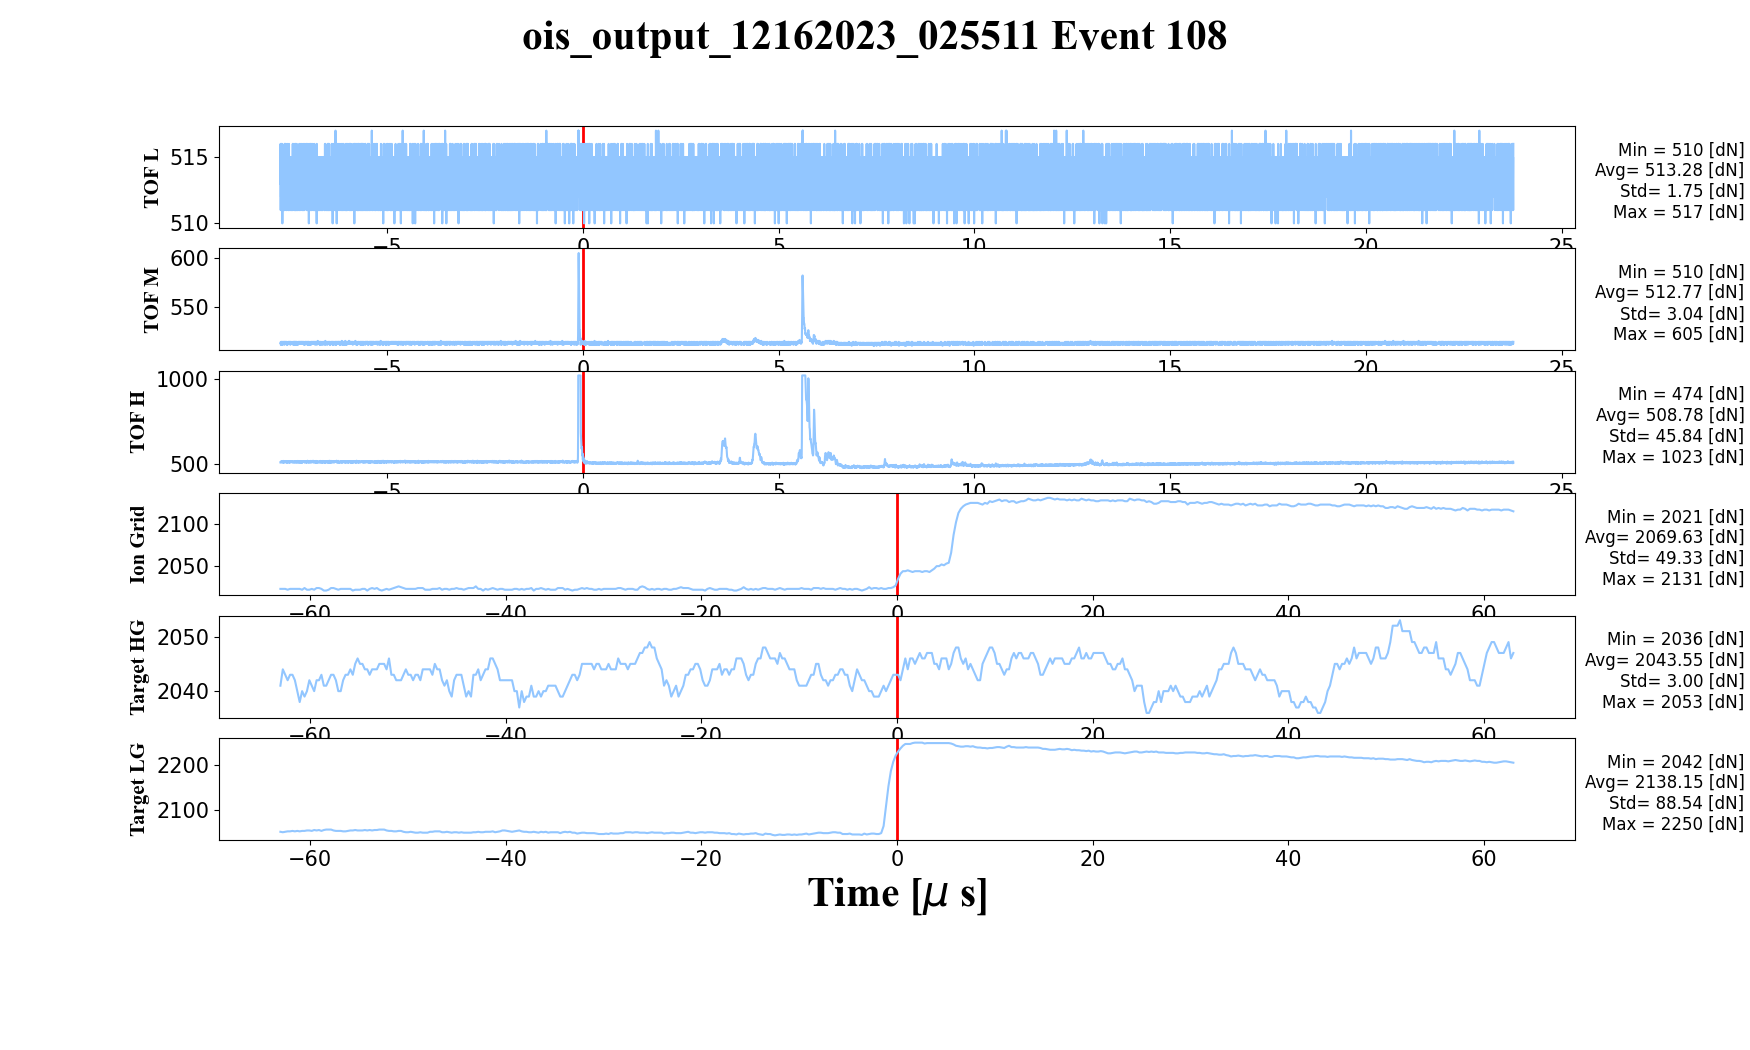 ois_output_12162023_025511 Event 108
TOF L
515
510
−5 0 5 10 15 20 25
Min = 510 [dN]
Avg= 513.28 [dN]
Std= 1.75 [dN]
Max = 517 [dN]
TOF M
600
550
−5 0 5 10 15 20 25
Min = 510 [dN]
Avg= 512.77 [dN]
Std= 3.04 [dN]
Max = 605 [dN]
TOF H
1000
500
−5 0 5 10 15 20 25
Min = 474 [dN]
Avg= 508.78 [dN]
Std= 45.84 [dN]
Max = 1023 [dN]
Ion Grid
2100
2050
−60 −40 −20 0 20 40 60
Min = 2021 [dN]
Avg= 2069.63 [dN]
Std= 49.33 [dN]
Max = 2131 [dN]
Target HG
2050
2040
−60 −40 −20 0 20 40 60
Min = 2036 [dN]
Avg= 2043.55 [dN]
Std= 3.00 [dN]
Max = 2053 [dN]
Target LG
2200
2100
−60 −40 −20 0 20 40 60
Min = 2042 [dN]
Avg= 2138.15 [dN]
Std= 88.54 [dN]
Max = 2250 [dN]
Time [μ s]